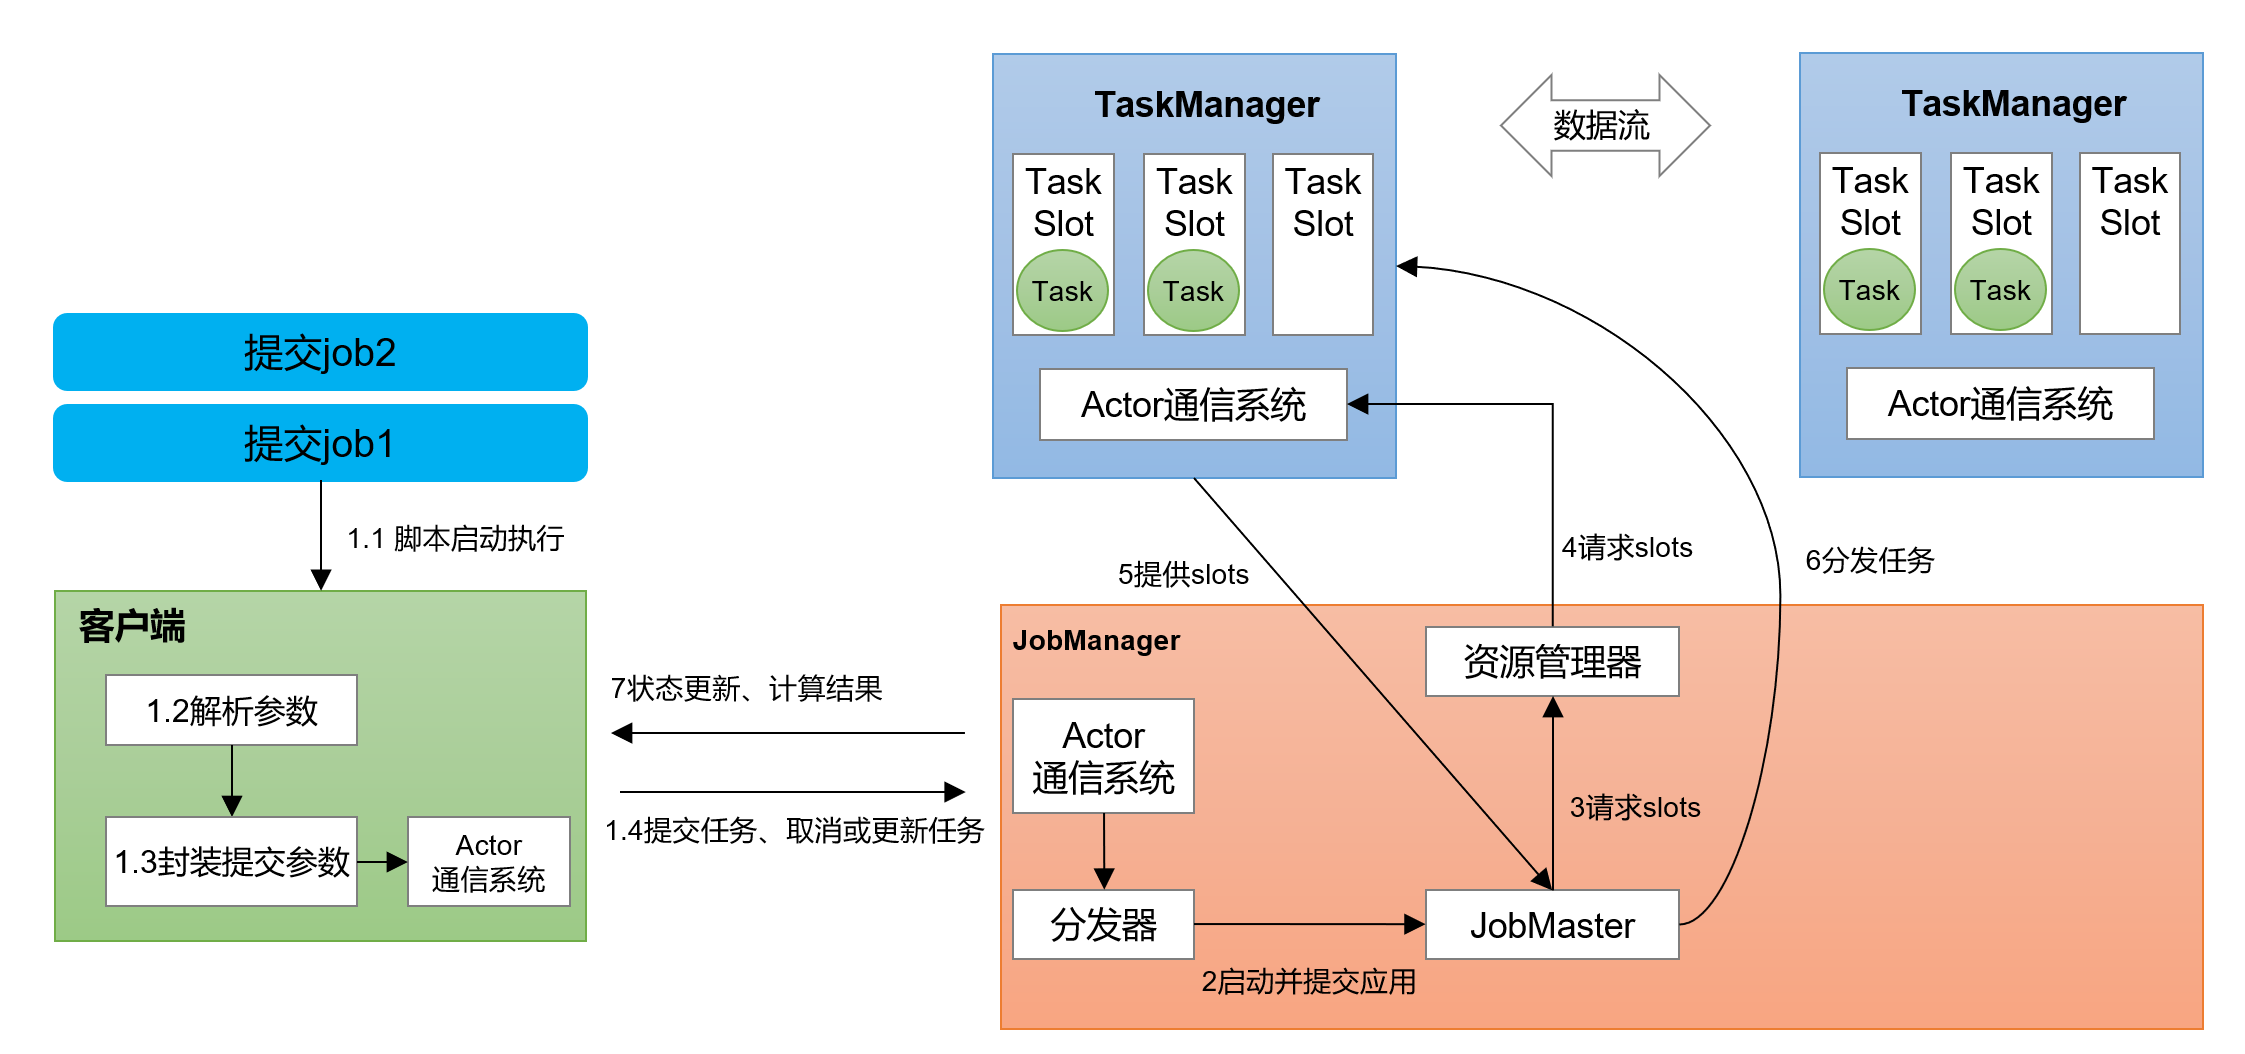 提交job2
提交job1
1.1 脚本启动执行
客户端
1.2解析参数
1.3封装提交参数
Actor
通信系统
7状态更新、计算结果
1.4提交任务、取消或更新任务
TaskManager
Task
Slot
Task
Task
Slot
Task
Task
Slot
Actor通信系统
数据流
TaskManager
Task
Slot
Task
Task
Slot
Task
Task
Slot
Actor通信系统
5提供slots
4请求slots
6分发任务
JobManager
资源管理器
Actor
通信系统
3请求slots
分发器
JobMaster
2启动并提交应用